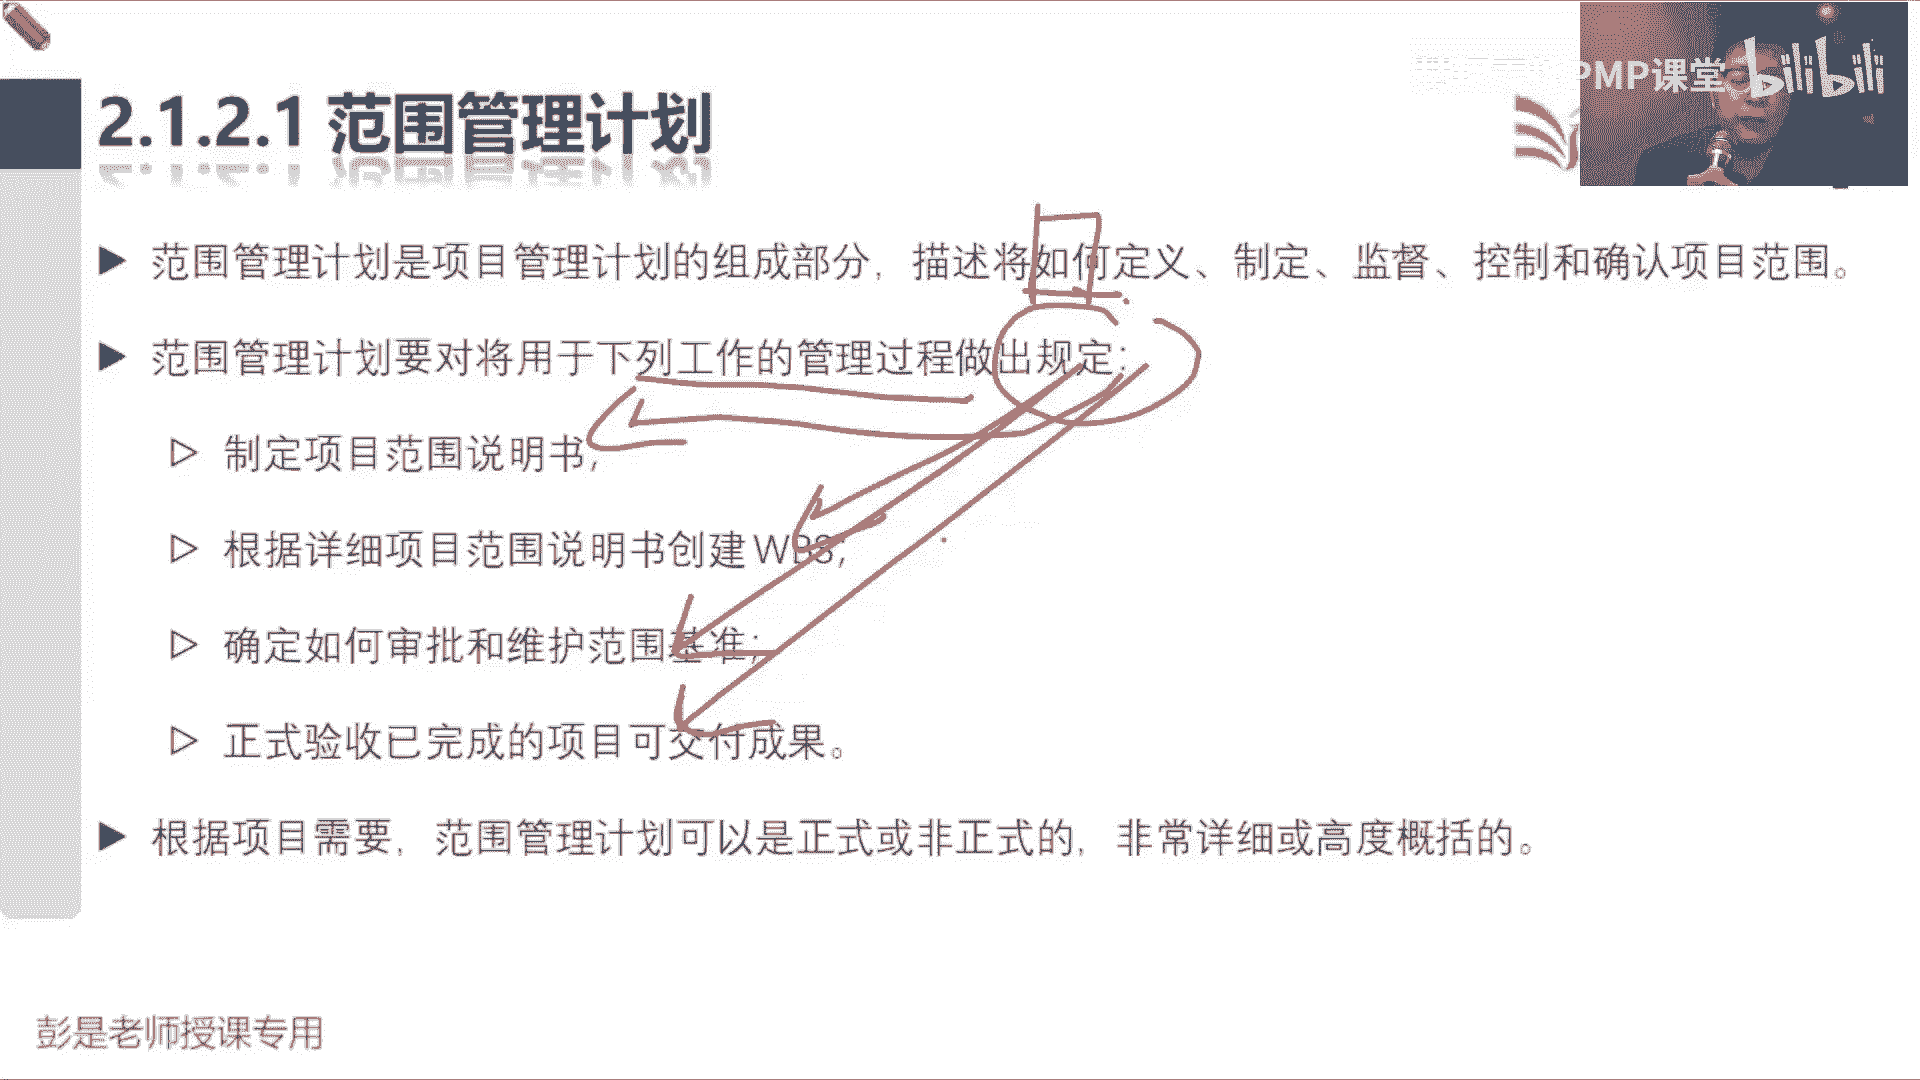 PMP课堂 bilibili
2.1.2.1 范围管理计划
范围管理计划是项目管理计划的组成部分，描述将如何定义、制定、监督、控制和确认项目范围。
范围管理计划要对将用于下列工作的管理过程做出规定：
制定项目范围说明书；
根据详细项目范围说明书创建WBS；
确定如何审批和维护范围基准；
正式验收已完成的项目可交付成果。
根据项目需要，范围管理计划可以是正式或非正式的，非常详细或高度概括的。
彭是老师授课专用